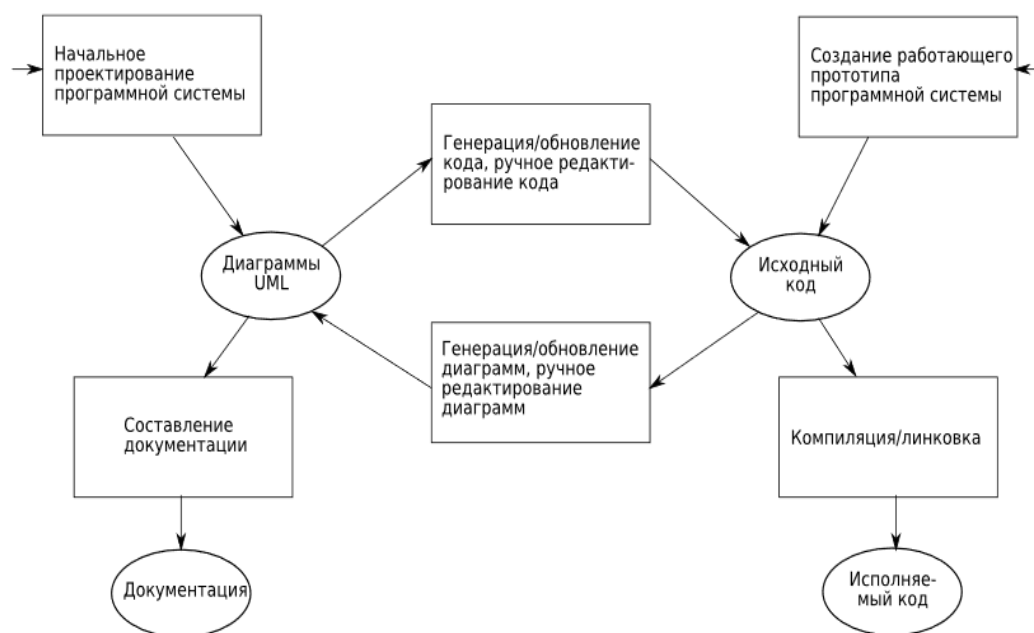 Начальное
проектирование
программной системы
Создание работающего
прототипа
программной системы
Генерация/обновление
кода, ручное редакти-
рование кода
Диаграммы
UML
Исходный
код
Генерация/обновление
диаграмм, ручное
редактирование
диаграмм
Составление
документации
Компиляция/линковка
Документация
Исполняе-
мый код